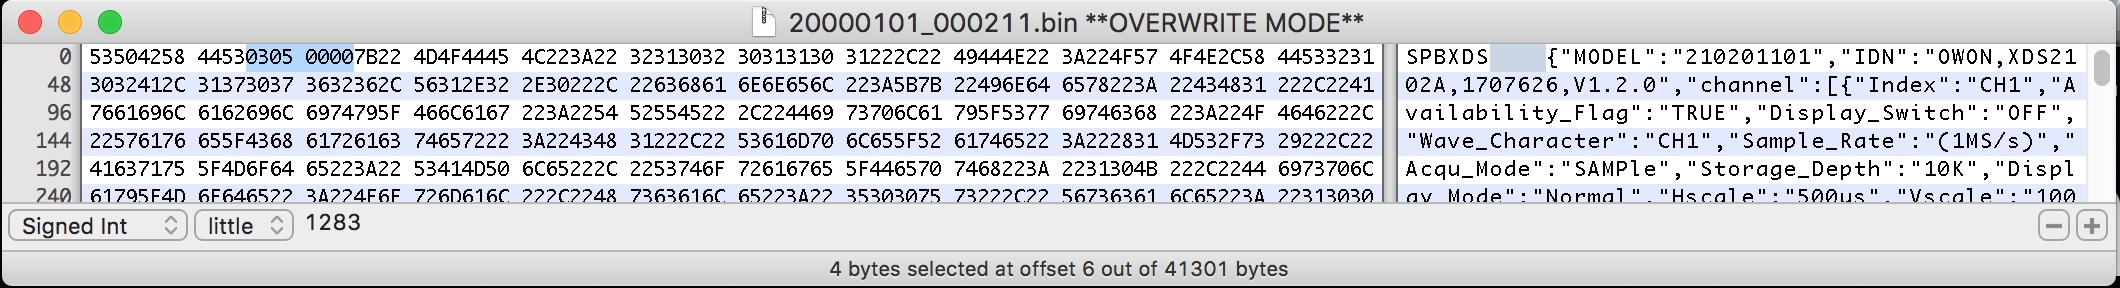 20000101_000211.bin **OVERWRITE MODE**
0 53504258 44530305 00007B22 4D4F4445 4C223A22 32313032 30313130 31222C22 49444E22 3A224F57 4F4E2C58 44533231 SPBXDS {"MODEL":"210201101","IDN":"OWON,XDS21
48 3032412C 31373037 3632362C 56312E32 2E30222C 22636861 6E6E656C 223A5B7B 22496E64 6578223A 22434831 222C2241 02A,1707626,V1.2.0","channel":[{"Index":"CH1","A
96 7661696C 6162696C 6974795F 466C6167 223A2254 52554522 2C224469 73706C61 795F5377 69746368 223A224F 4646222C vailability_Flag":"TRUE","Display_Switch":"OFF",
144 22576176 655F4368 61726163 74657222 3A224348 31222C22 53616D70 6C655F52 61746522 3A222831 4D532F73 29222C22 "Wave_Character":"CH1","Sample_Rate":"(1MS/s)","
192 41637175 5F4D6F64 65223A22 53414D50 6C65222C 2253746F 72616765 5F446570 7468223A 2231304B 222C2244 6973706C Acqu_Mode":"SAMPle","Storage_Depth":"10K","Displ
240 61795F4D 6F646522 3A224E6F 726D616C 222C2248 7363616C 65223A22 35303075 73222C22 56736361 6C65223A 22313030 ay_Mode":"Normal","Hscale":"500us","Vscale":"100
Signed Int little 1283
4 bytes selected at offset 6 out of 41301 bytes